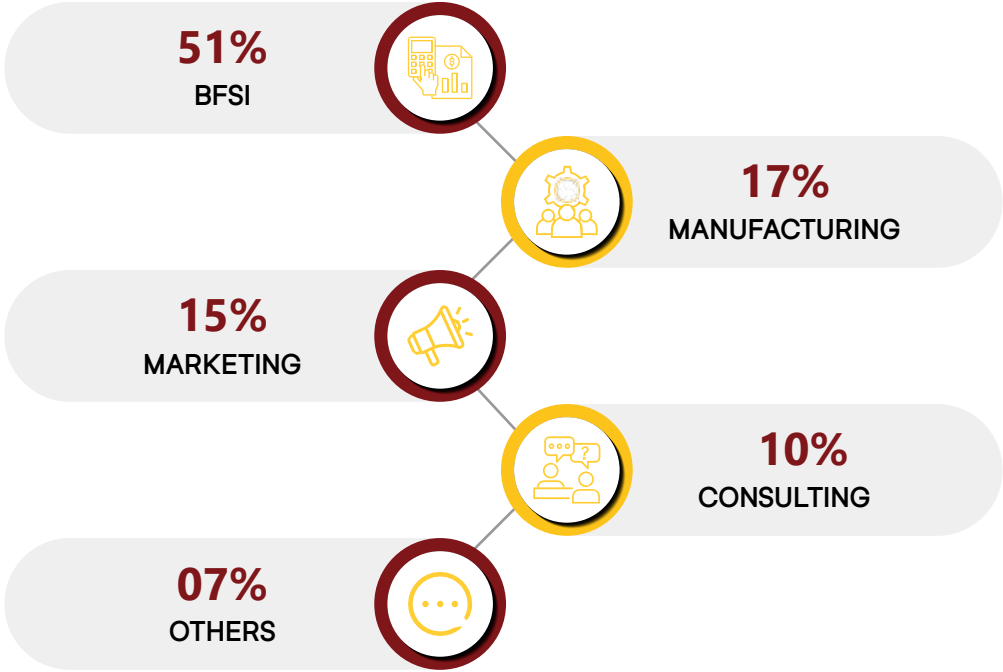 51%
BFSI
17%
MANUFACTURING
15%
MARKETING
10%
CONSULTING
?
07%
OTHERS